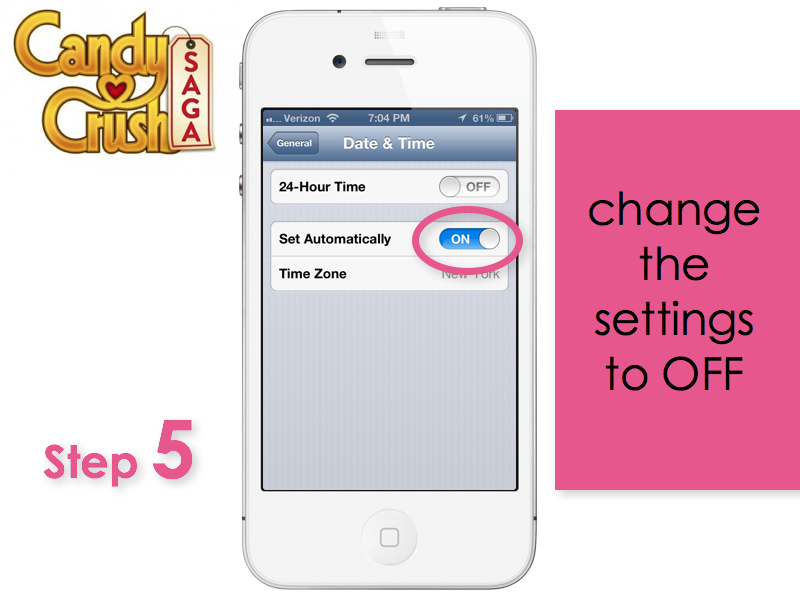 Candy
Crush
SAGA
Verizon 7:04 PM 61%
General
Date & Time
24-Hour Time OFF
Set Automatically ON
Time Zone New York
change
the
settings
to OFF
Step 5